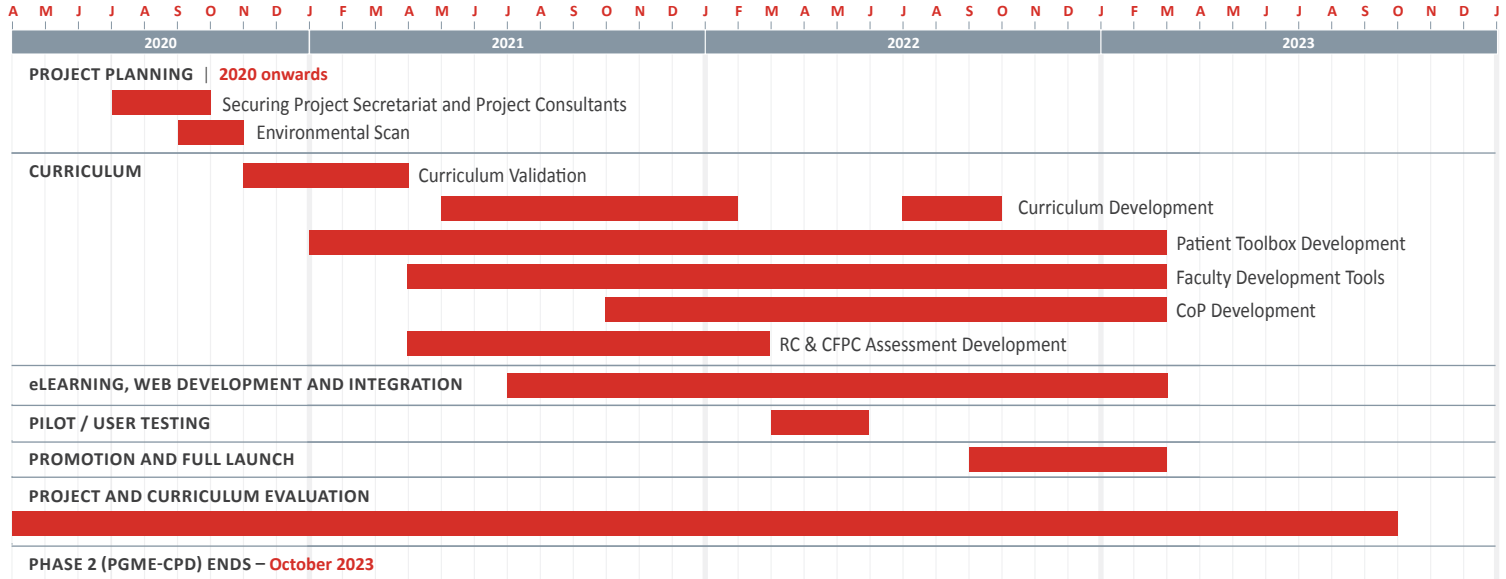 A M J J A S O N D J F M A M J J A S O N D J F M A M J J A S O N D J F M A M J J A S O N D J
2020 2021 2022 2023
PROJECT PLANNING | 2020 onwards
Securing Project Secretariat and Project Consultants
Environmental Scan
CURRICULUM
Curriculum Validation
Curriculum Development
Patient Toolbox Development
Faculty Development Tools
CoP Development
RC & CFPC Assessment Development
eLEARNING, WEB DEVELOPMENT AND INTEGRATION
PILOT / USER TESTING
PROMOTION AND FULL LAUNCH
PROJECT AND CURRICULUM EVALUATION
PHASE 2 (PGME-CPD) ENDS – October 2023